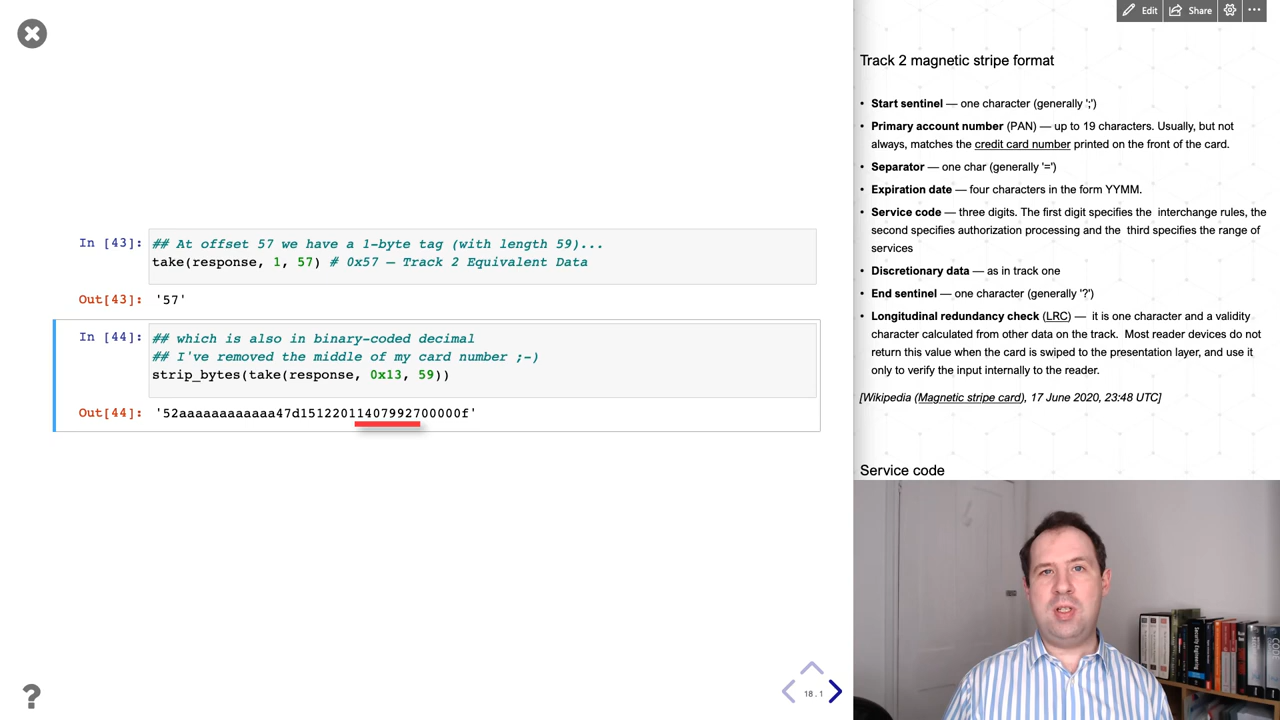 Edit Share
In [43]: ## At offset 57 we have a 1-byte tag (with length 59)...
take(response, 1, 57) # 0x57 — Track 2 Equivalent Data
Out[43]: '57'
In [44]: ## which is also in binary-coded decimal
## I've removed the middle of my card number ;-)
strip_bytes(take(response, 0x13, 59))
Out[44]: '52aaaaaaaaaaaa47d15122011407992700000f'
18.1
?
Track 2 magnetic stripe format
• Start sentinel — one character (generally ';')
• Primary account number (PAN) — up to 19 characters. Usually, but not
always, matches the credit card number printed on the front of the card.
• Separator — one char (generally '=')
• Expiration date — four characters in the form YYMM.
• Service code — three digits. The first digit specifies the interchange rules, the
second specifies authorization processing and the third specifies the range of
services
• Discretionary data — as in track one
• End sentinel — one character (generally '?')
• Longitudinal redundancy check (LRC) — it is one character and a validity
character calculated from other data on the track. Most reader devices do not
return this value when the card is swiped to the presentation layer, and use it
only to verify the input internally to the reader.
[Wikipedia (Magnetic stripe card), 17 June 2020, 23:48 UTC]
Service code
Security Engineering
CODE